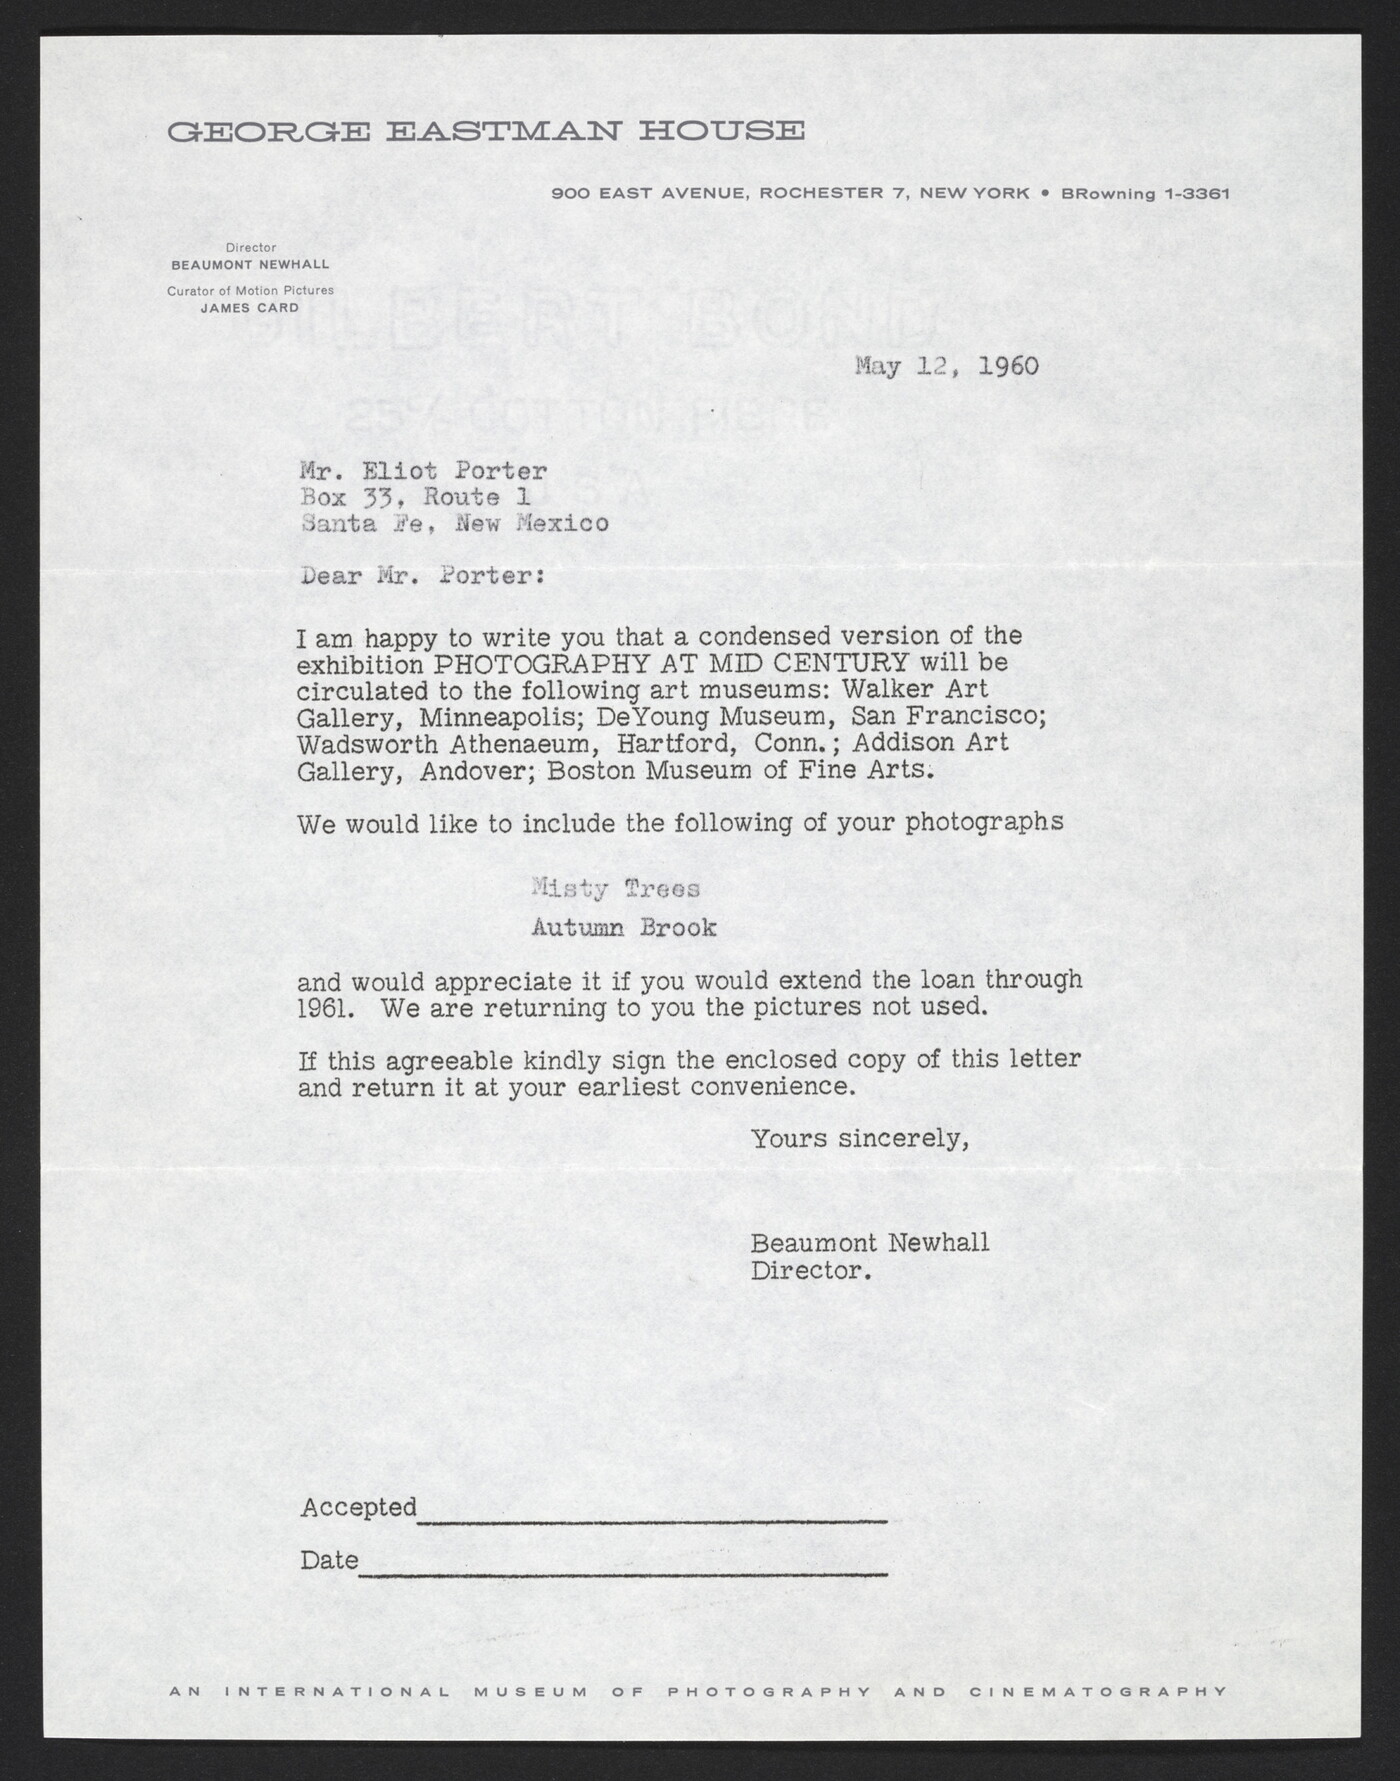 GEORGE EASTMAN HOUSE
900 EAST AVENUE, ROCHESTER 7, NEW YORK • BRowning 1-3361
Director
BEAUMONT NEWHALL
Curator of Motion Pictures
JAMES CARD
GILBERT BOND
May 12, 1960
25% COTTON FIBRE
Mr. Eliot Porter
Box 33, Route 1
U S A
Santa Fe, New Mexico
Dear Mr. Porter:
I am happy to write you that a condensed version of the
exhibition PHOTOGRAPHY AT MID CENTURY will be
circulated to the following art museums: Walker Art
Gallery, Minneapolis; DeYoung Museum, San Francisco;
Wadsworth Athenaeum, Hartford, Conn.; Addison Art
Gallery, Andover; Boston Museum of Fine Arts.
We would like to include the following of your photographs
Misty Trees
Autumn Brook
and would appreciate it if you would extend the loan through
1961. We are returning to you the pictures not used.
If this agreeable kindly sign the enclosed copy of this letter
and return it at your earliest convenience.
Yours sincerely,
Beaumont Newhall
Director.
Accepted
Date
AN INTERNATIONAL MUSEUM OF PHOTOGRAPHY AND CINEMATOGRAPHY